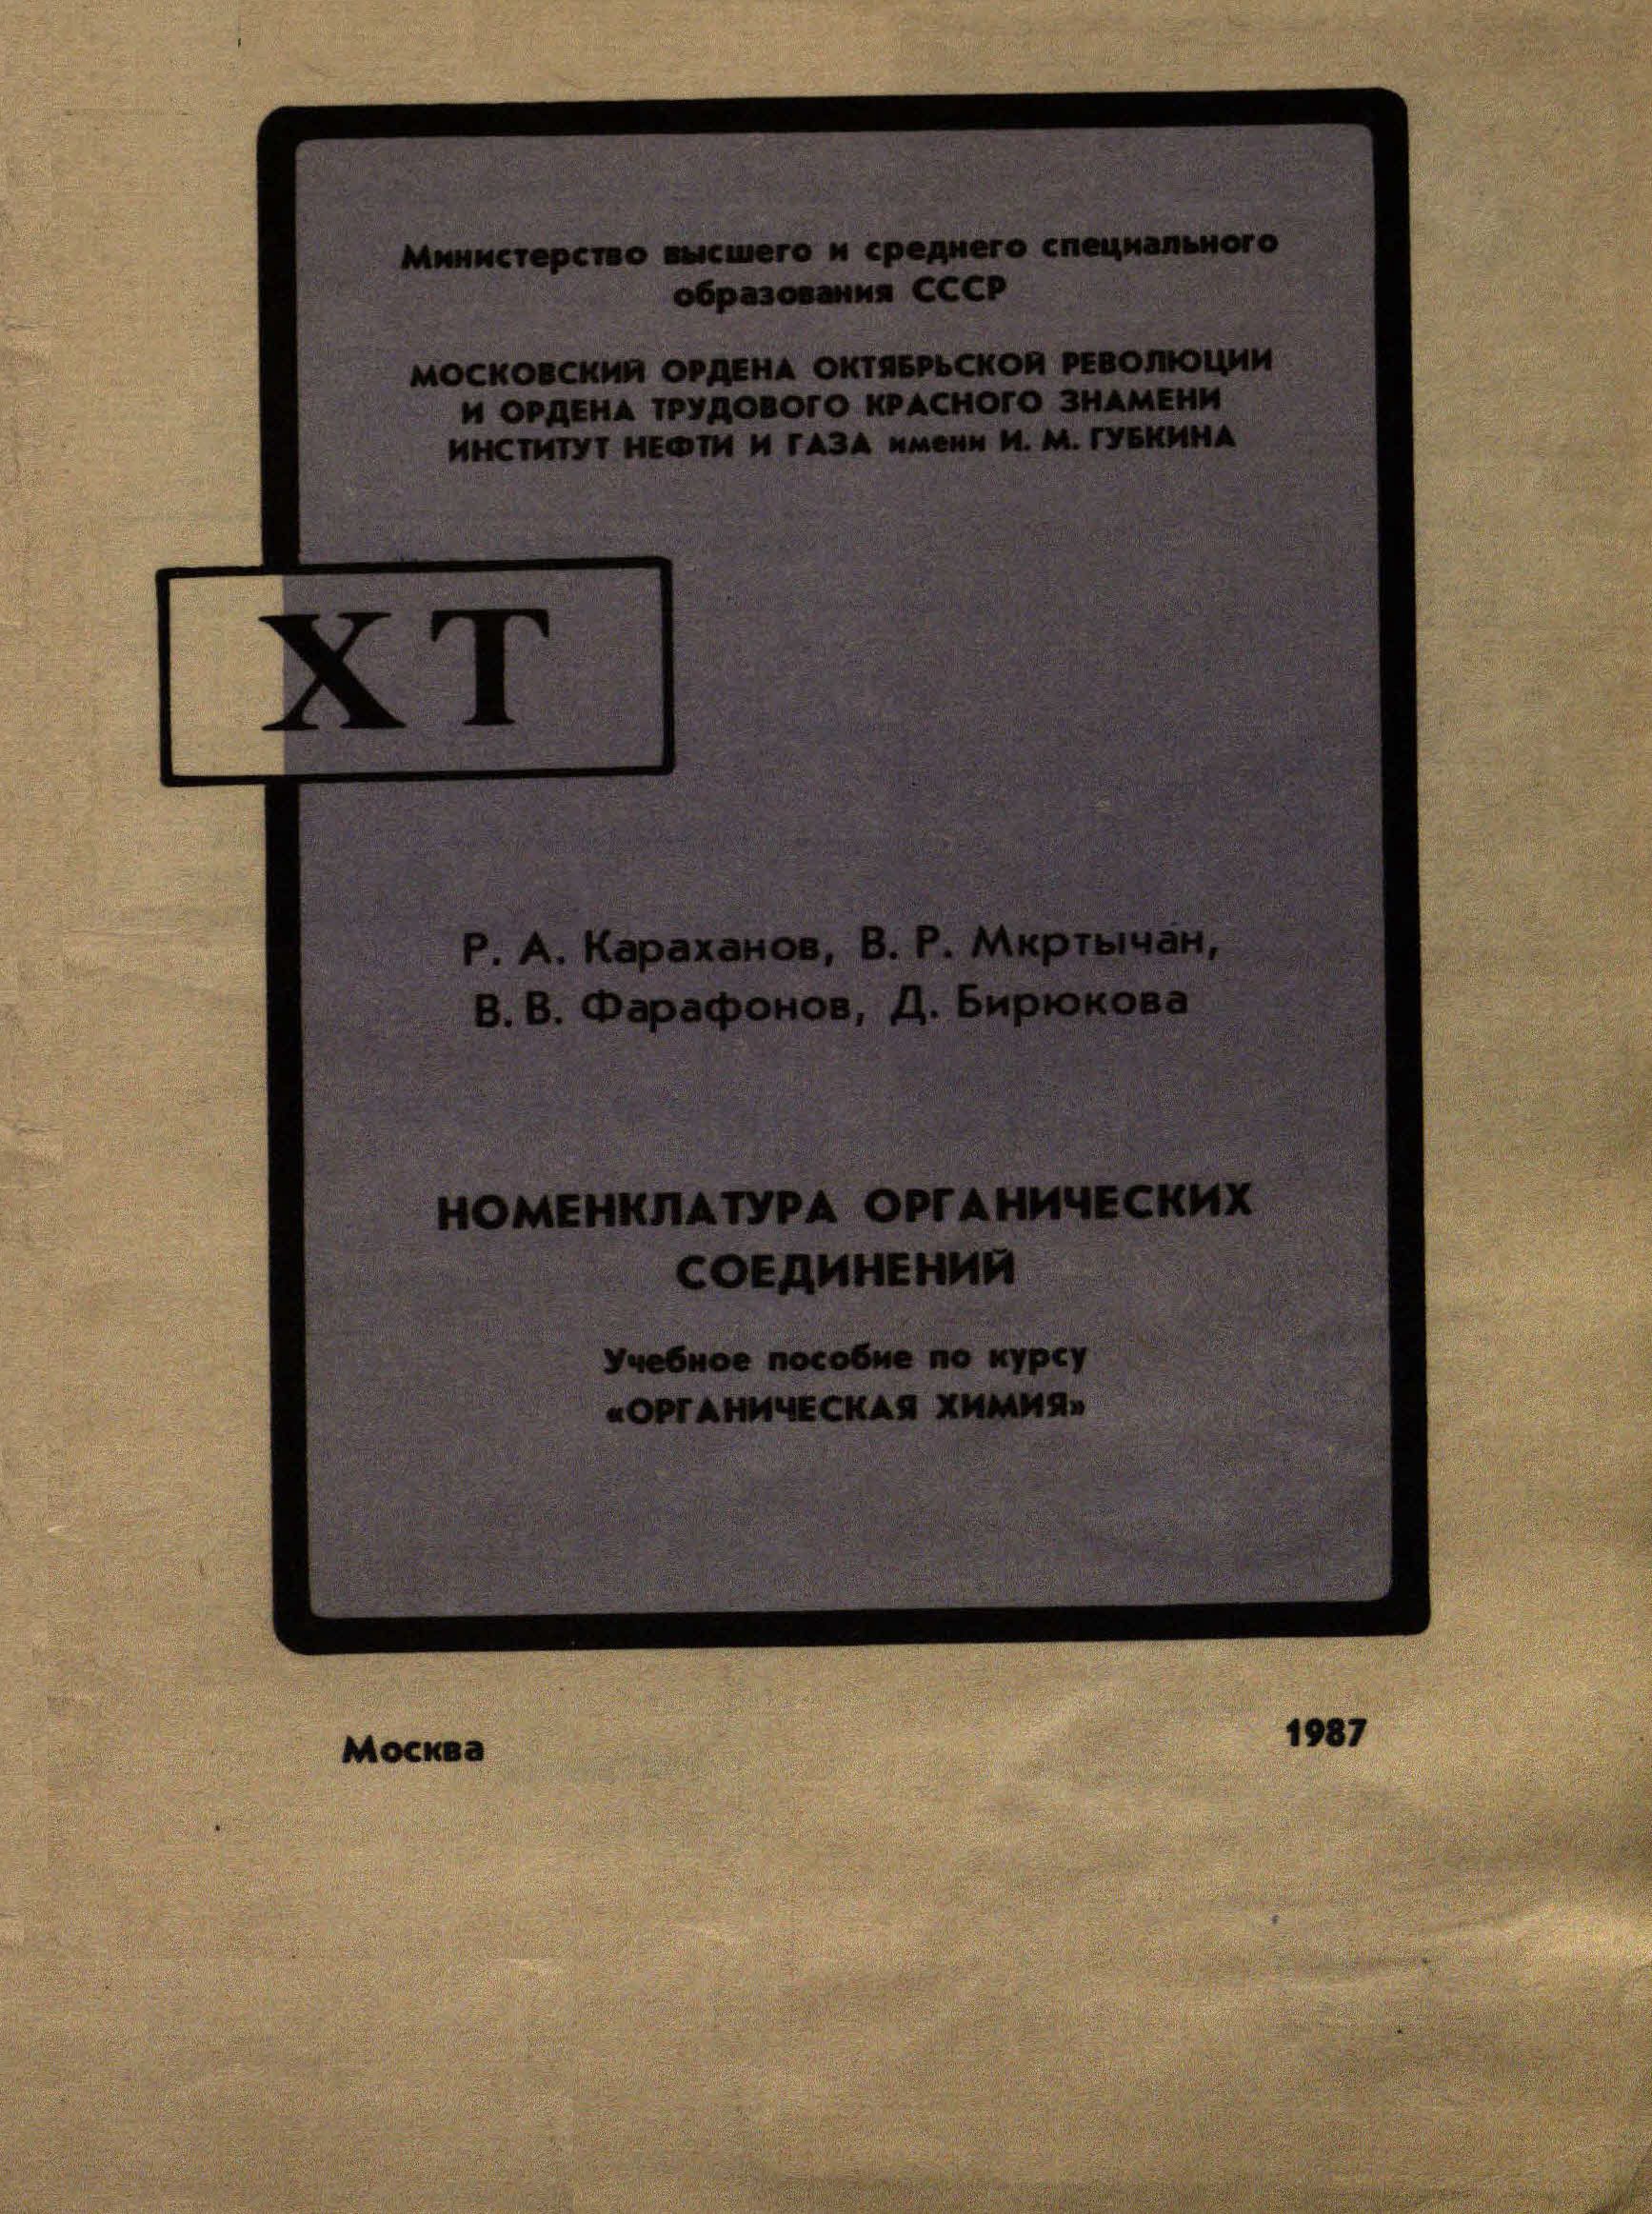 Министерство высшего и среднего специального
образования СССР
МОСКОВСКИЙ ОРДЕНА ОКТЯБРЬСКОЙ РЕВОЛЮЦИИ
И ОРДЕНА ТРУДОВОГО КРАСНОГО ЗНАМЕНИ
ИНСТИТУТ НЕФТИ И ГАЗА имени И. М. ГУБКИНА
ХТ
Р. А. Караханов, В. Р. Мкртычан,
В. В. Фарафонов, Д. Бирюкова
НОМЕНКЛАТУРА ОРГАНИЧЕСКИХ
СОЕДИНЕНИЙ
Учебное пособие по курсу
«ОРГАНИЧЕСКАЯ ХИМИЯ»
Москва 1987